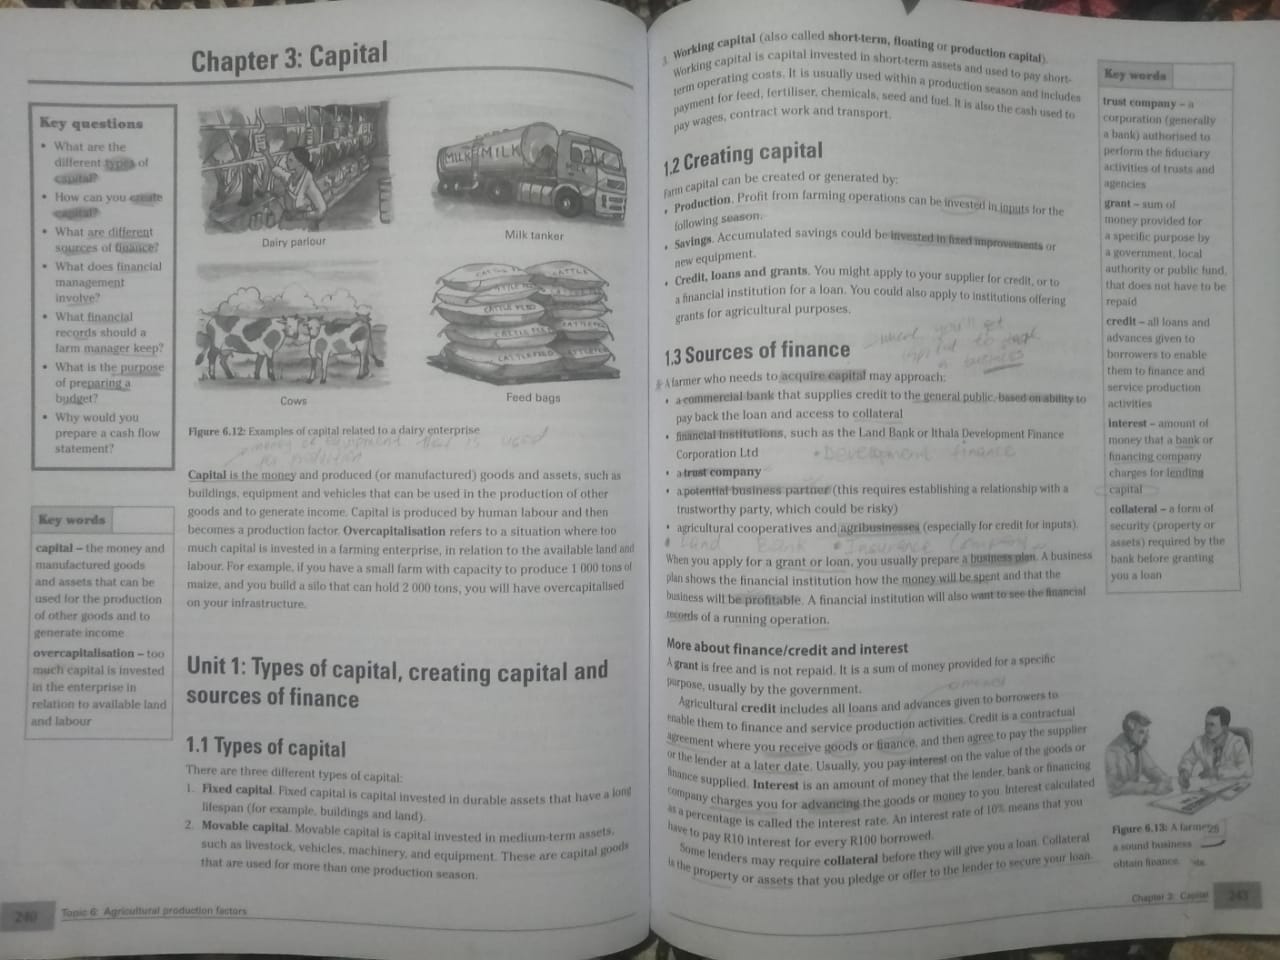 Chapter 3: Capital
Key questions
• What are the
different types of
capital?
• How can you create
capital?
• What are different
sources of finance?
• What does financial
management
involve?
• What financial
records should a
farm manager keep?
• What is the purpose
of preparing a
budget?
• Why would you
prepare a cash flow
statement?
Dairy parlour
MILK MILK
Milk tanker
Cows
CATTLE FEED
Feed bags
Figure 6.12: Examples of capital related to a dairy enterprise
money or equipment that is used
for production
Capital is the money and produced (or manufactured) goods and assets, such as
buildings, equipment and vehicles that can be used in the production of other
goods and to generate income. Capital is produced by human labour and then
becomes a production factor. Overcapitalisation refers to a situation where too
much capital is invested in a farming enterprise, in relation to the available land and
labour. For example, if you have a small farm with capacity to produce 1 000 tons of
maize, and you build a silo that can hold 2 000 tons, you will have overcapitalised
on your infrastructure.
Key words
capital – the money and
manufactured goods
and assets that can be
used for the production
of other goods and to
generate income
overcapitalisation – too
much capital is invested
in the enterprise in
relation to available land
and labour
Unit 1: Types of capital, creating capital and
sources of finance
1.1 Types of capital
There are three different types of capital:
1. Fixed capital. Fixed capital is capital invested in durable assets that have a long
lifespan (for example, buildings and land).
2. Movable capital. Movable capital is capital invested in medium-term assets,
such as livestock, vehicles, machinery, and equipment. These are capital goods
that are used for more than one production season.
240 Topic 6: Agricultural production factors
3. Working capital (also called short-term, floating or production capital).
Working capital is capital invested in short-term assets and used to pay short-
term operating costs. It is usually used within a production season and includes
payment for feed, fertiliser, chemicals, seed and fuel. It is also the cash used to
pay wages, contract work and transport.
1.2 Creating capital
Farm capital can be created or generated by:
• Production. Profit from farming operations can be invested in inputs for the
following season.
• Savings. Accumulated savings could be invested in fixed improvements or
new equipment.
• Credit, loans and grants. You might apply to your supplier for credit, or to
a financial institution for a loan. You could also apply to institutions offering
grants for agricultural purposes.
1.3 Sources of finance
where you'll get
business
A farmer who needs to acquire capital may approach:
• a commercial bank that supplies credit to the general public, based on ability to
pay back the loan and access to collateral
• financial institutions, such as the Land Bank or Ithala Development Finance
Corporation Ltd
• Development finance
• a trust company
• a potential business partner (this requires establishing a relationship with a
trustworthy party, which could be risky)
• agricultural cooperatives and agribusinesses (especially for credit for inputs).
• Land Bank • Insurance Company
When you apply for a grant or loan, you usually prepare a business plan. A business
plan shows the financial institution how the money will be spent and that the
business will be profitable. A financial institution will also want to see the financial
records of a running operation.
More about finance/credit and interest
A grant is free and is not repaid. It is a sum of money provided for a specific
purpose, usually by the government.
Agricultural credit includes all loans and advances given to borrowers to
enable them to finance and service production activities. Credit is a contractual
agreement where you receive goods or finance, and then agree to pay the supplier
or the lender at a later date. Usually, you pay interest on the value of the goods or
finance supplied. Interest is an amount of money that the lender, bank or financing
company charges you for advancing the goods or money to you. Interest calculated
as a percentage is called the interest rate. An interest rate of 10% means that you
have to pay R10 interest for every R100 borrowed.
Some lenders may require collateral before they will give you a loan. Collateral
is the property or assets that you pledge or offer to the lender to secure your loan.
Key words
trust company – a
corporation (generally
a bank) authorised to
perform the fiduciary
activities of trusts and
agencies
grant – sum of
money provided for
a specific purpose by
a government, local
authority or public fund,
that does not have to be
repaid
credit – all loans and
advances given to
borrowers to enable
them to finance and
service production
activities
interest – amount of
money that a bank or
financing company
charges for lending
capital
collateral – a form of
security (property or
assets) required by the
bank before granting
you a loan
Figure 6.13: A farmer
a sound business
obtain finance.
Chapter 3: Capital